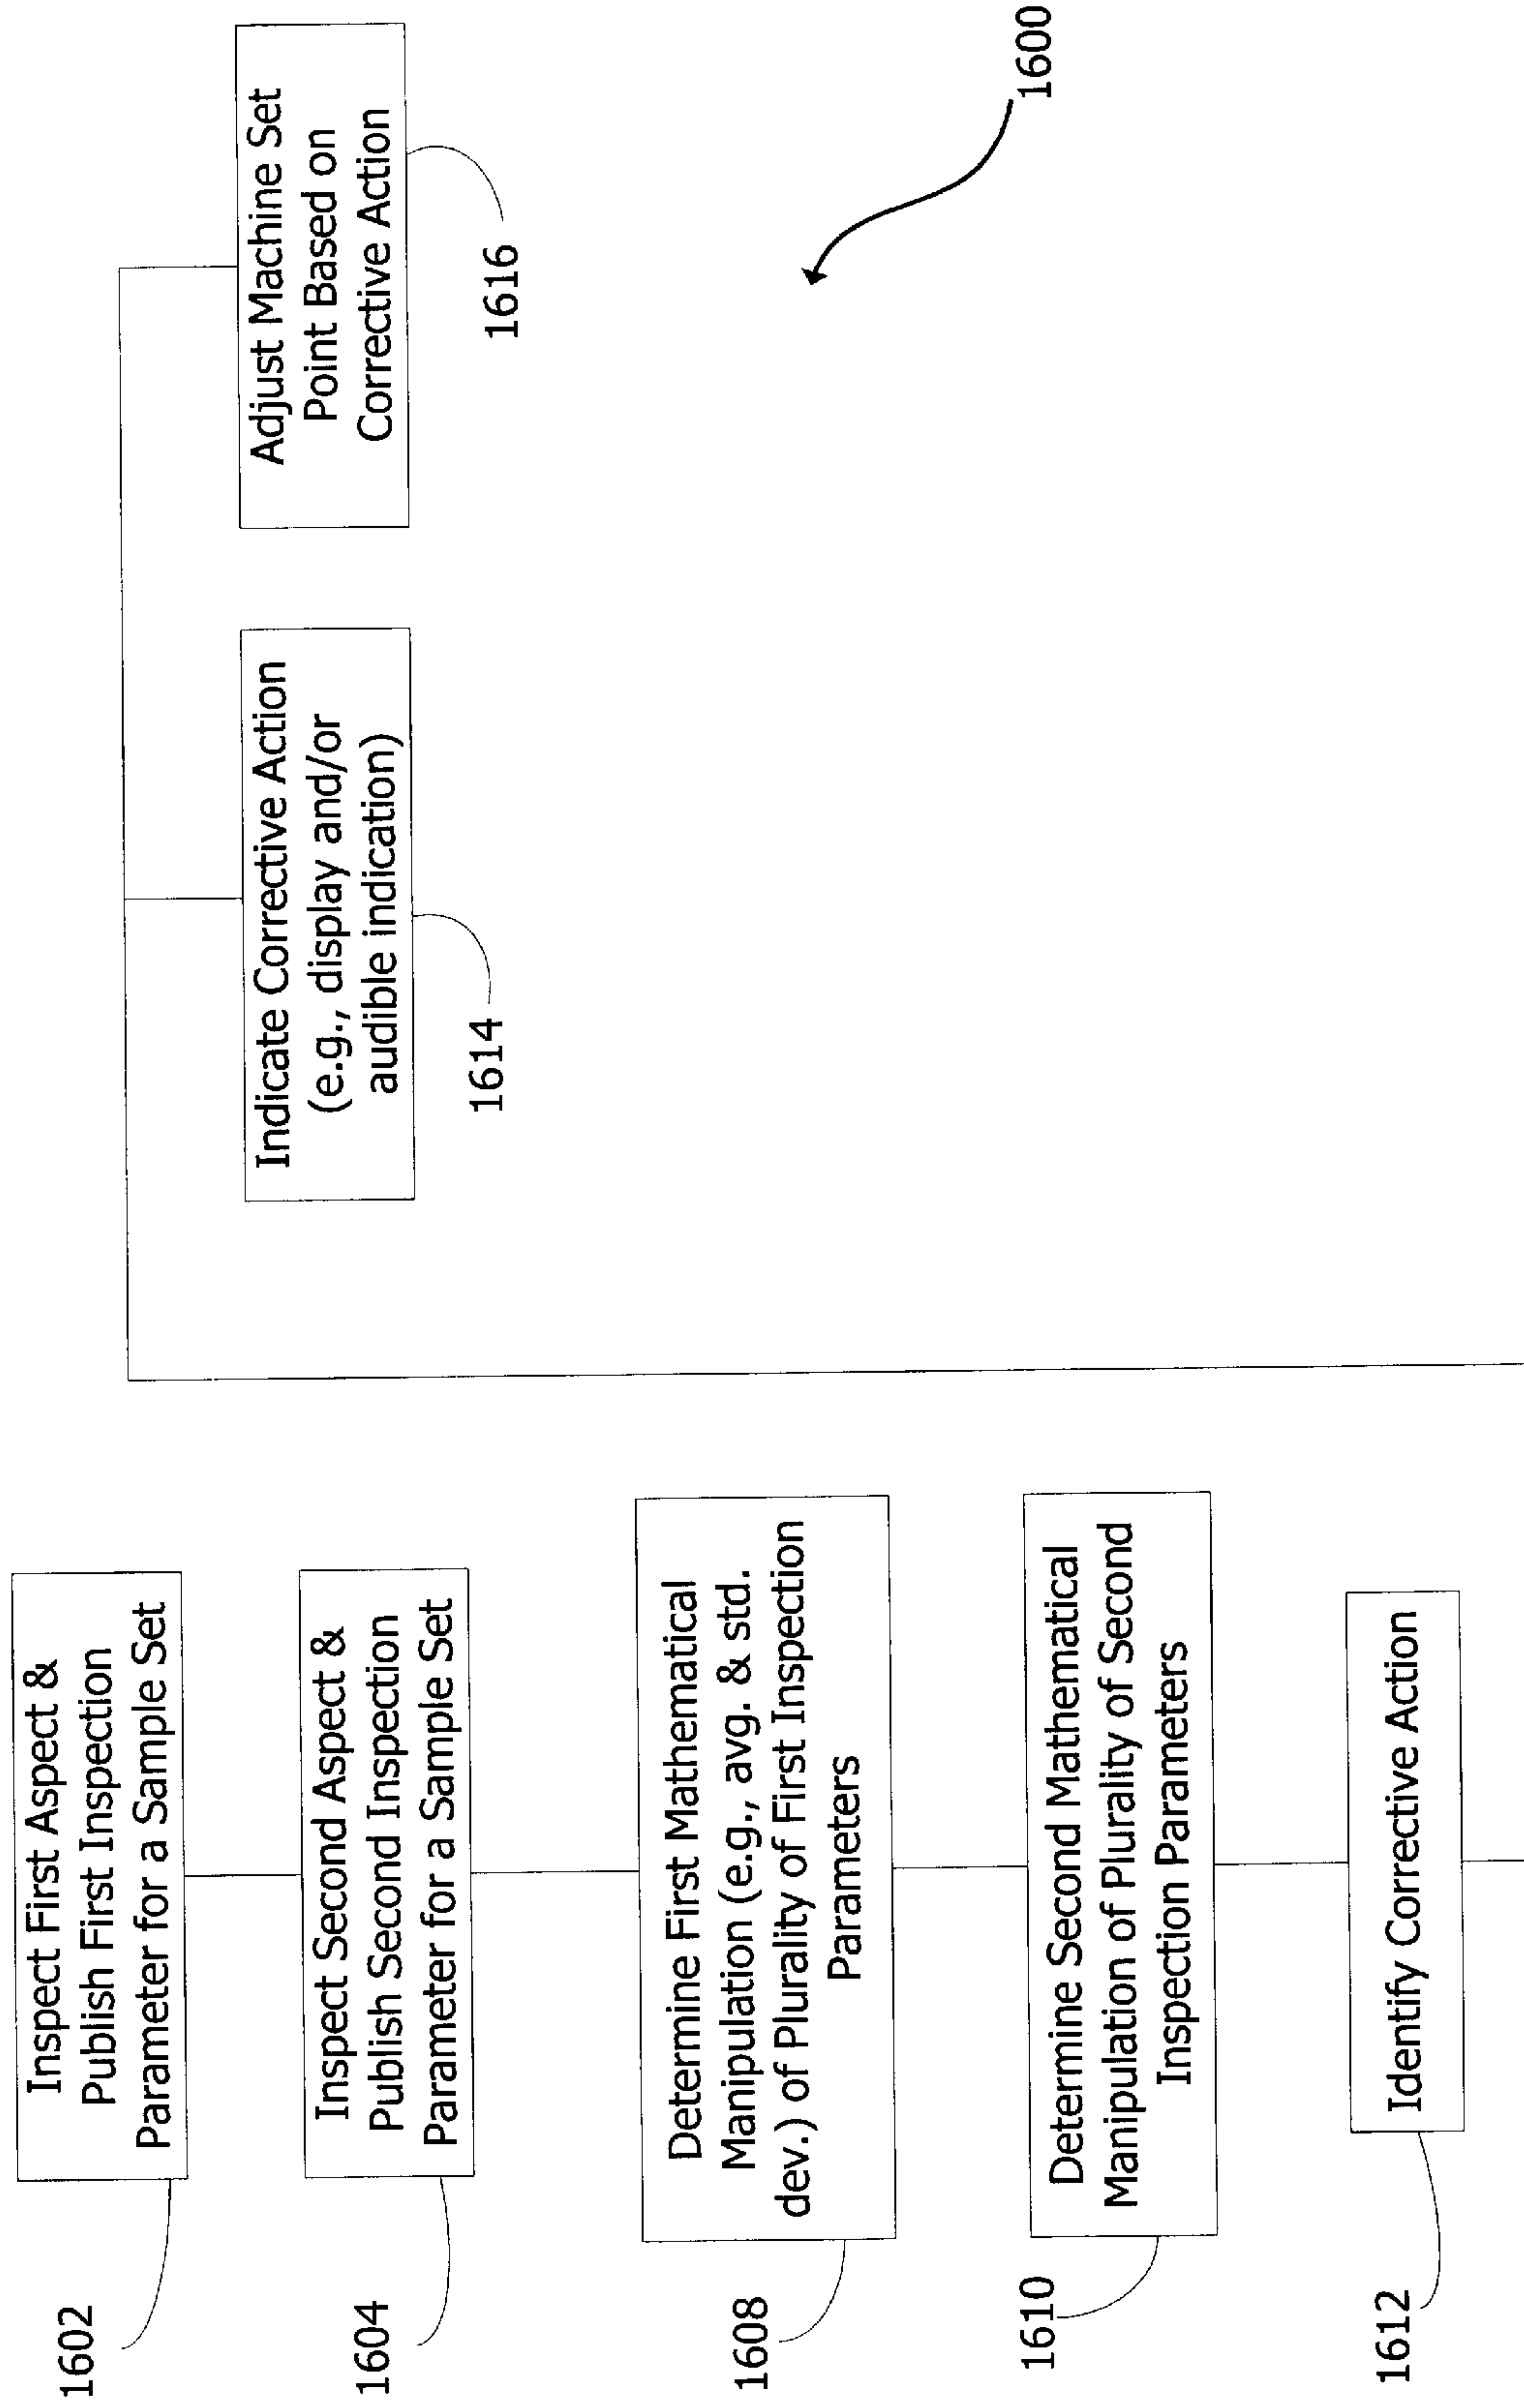 1602
Inspect First Aspect &
Publish First Inspection
Parameter for a Sample Set
1604
Inspect Second Aspect &
Publish Second Inspection
Parameter for a Sample Set
1608
Determine First Mathematical
Manipulation (e.g., avg. & std.
dev.) of Plurality of First Inspection
Parameters
1610
Determine Second Mathematical
Manipulation of Plurality of Second
Inspection Parameters
1612
Identify Corrective Action
Indicate Corrective Action
(e.g., display and/or
audible indication)
1614
Adjust Machine Set
Point Based on
Corrective Action
1616
1600